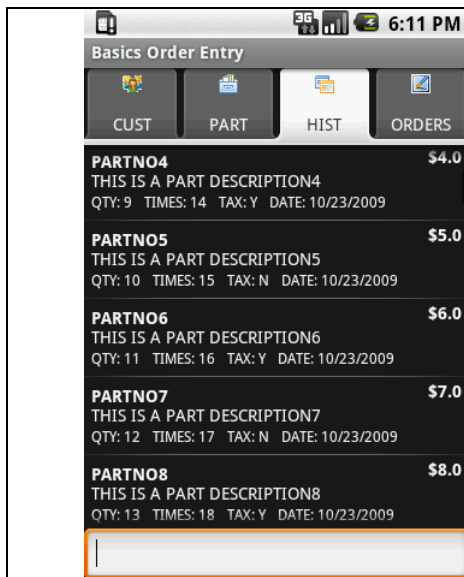 3G 6:11 PM
Basics Order Entry
CUST PART HIST ORDERS
PARTNO4 $4.0
THIS IS A PART DESCRIPTION4
QTY: 9 TIMES: 14 TAX: Y DATE: 10/23/2009
PARTNO5 $5.0
THIS IS A PART DESCRIPTION5
QTY: 10 TIMES: 15 TAX: N DATE: 10/23/2009
PARTNO6 $6.0
THIS IS A PART DESCRIPTION6
QTY: 11 TIMES: 16 TAX: Y DATE: 10/23/2009
PARTNO7 $7.0
THIS IS A PART DESCRIPTION7
QTY: 12 TIMES: 17 TAX: N DATE: 10/23/2009
PARTNO8 $8.0
THIS IS A PART DESCRIPTION8
QTY: 13 TIMES: 18 TAX: Y DATE: 10/23/2009